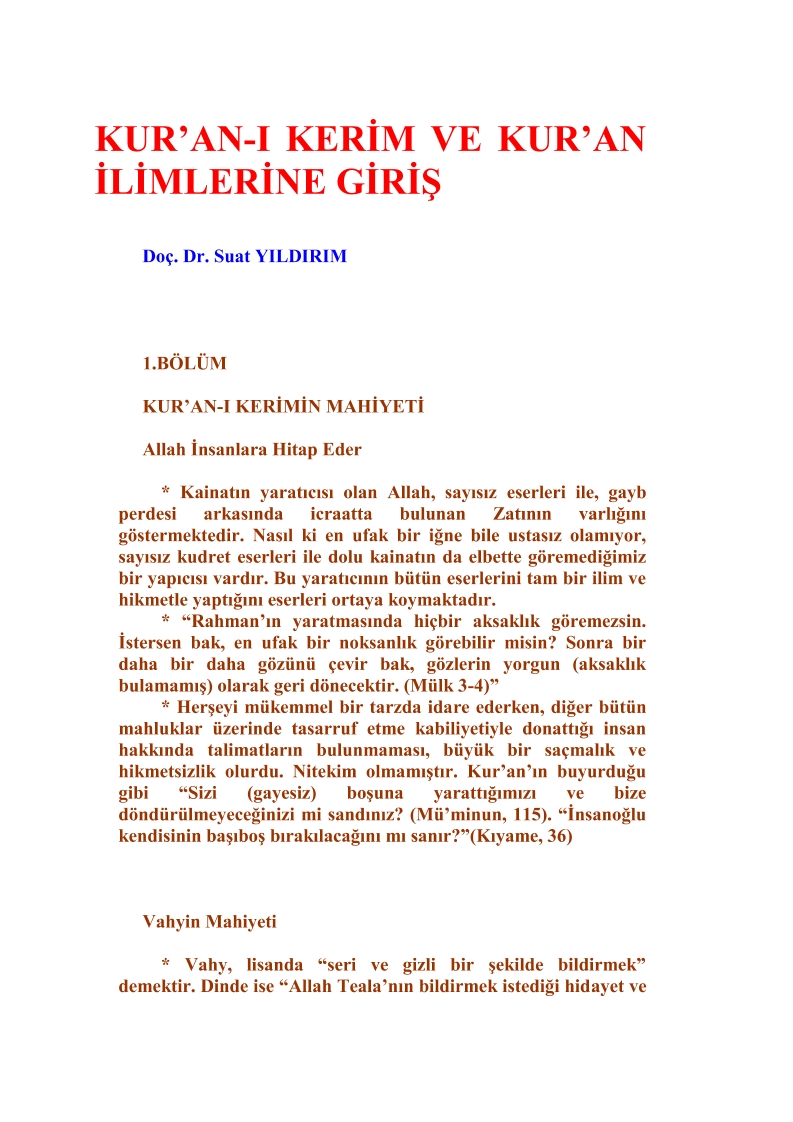 KUR’AN-I KERİM VE KUR’AN
İLİMLERİNE GİRİŞ
Doç. Dr. Suat YILDIRIM
1.BÖLÜM
KUR’AN-I KERİMİN MAHİYETİ
Allah İnsanlara Hitap Eder
* Kainatın yaratıcısı olan Allah, sayısız eserleri ile, gayb
perdesi arkasında icraatta bulunan Zatının varlığını
göstermektedir. Nasıl ki en ufak bir iğne bile ustasız olamıyor,
sayısız kudret eserleri ile dolu kainatın da elbette göremediğimiz
bir yapıcısı vardır. Bu yaratıcının bütün eserlerini tam bir ilim ve
hikmetle yaptığını eserleri ortaya koymaktadır.
* “Rahman’ın yaratmasında hiçbir aksaklık göremezsin.
İstersen bak, en ufak bir noksanlık görebilir misin? Sonra bir
daha bir daha gözünü çevir bak, gözlerin yorgun (aksaklık
bulamamış) olarak geri dönecektir. (Mülk 3-4)”
* Herşeyi mükemmel bir tarzda idare ederken, diğer bütün
mahluklar üzerinde tasarruf etme kabiliyetiyle donattığı insan
hakkında talimatların bulunmaması, büyük bir saçmalık ve
hikmetsizlik olurdu. Nitekim olmamıştır. Kur’an’ın buyurduğu
gibi “Sizi (gayesiz) boşuna yarattığımızı ve bize
döndürülmeyeceğinizi mi sandınız? (Mü’minun, 115). “İnsanoğlu
kendisinin başıboş bırakılacağını mı sanır?”(Kıyame, 36)
Vahyin Mahiyeti
* Vahy, lisanda “seri ve gizli bir şekilde bildirmek”
demektir. Dinde ise “Allah Teala’nın bildirmek istediği hidayet ve